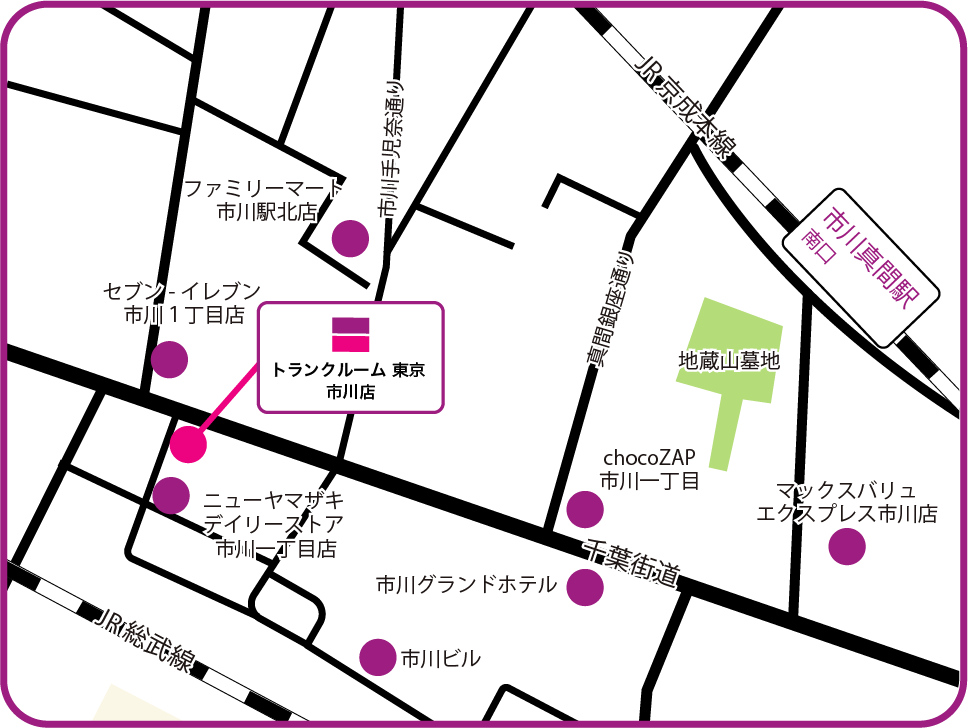 JR 京成本線
市川手児奈通り
ファミリーマート
市川駅北店
市川真間駅
南口
真間銀座通り
セブン - イレブン
市川１丁目店
トランクルーム 東京
市川店
地蔵山墓地
chocoZAP
市川一丁目
マックスバリュ
エクスプレス市川店
ニューヤマザキ
デイリーストア
市川一丁目店
千葉街道
市川グランドホテル
JR 総武線
市川ビル